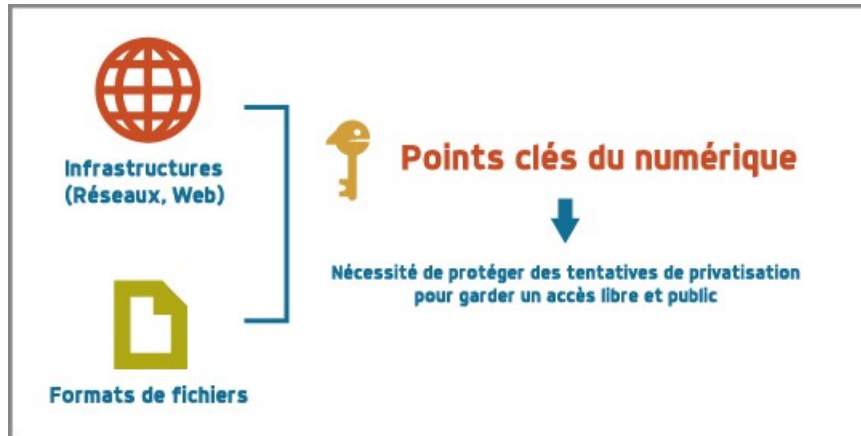 Infrastructures
(Réseaux, Web)
Points clés du numérique
Nécessité de protéger des tentatives de privatisation
pour garder un accès libre et public
Formats de fichiers